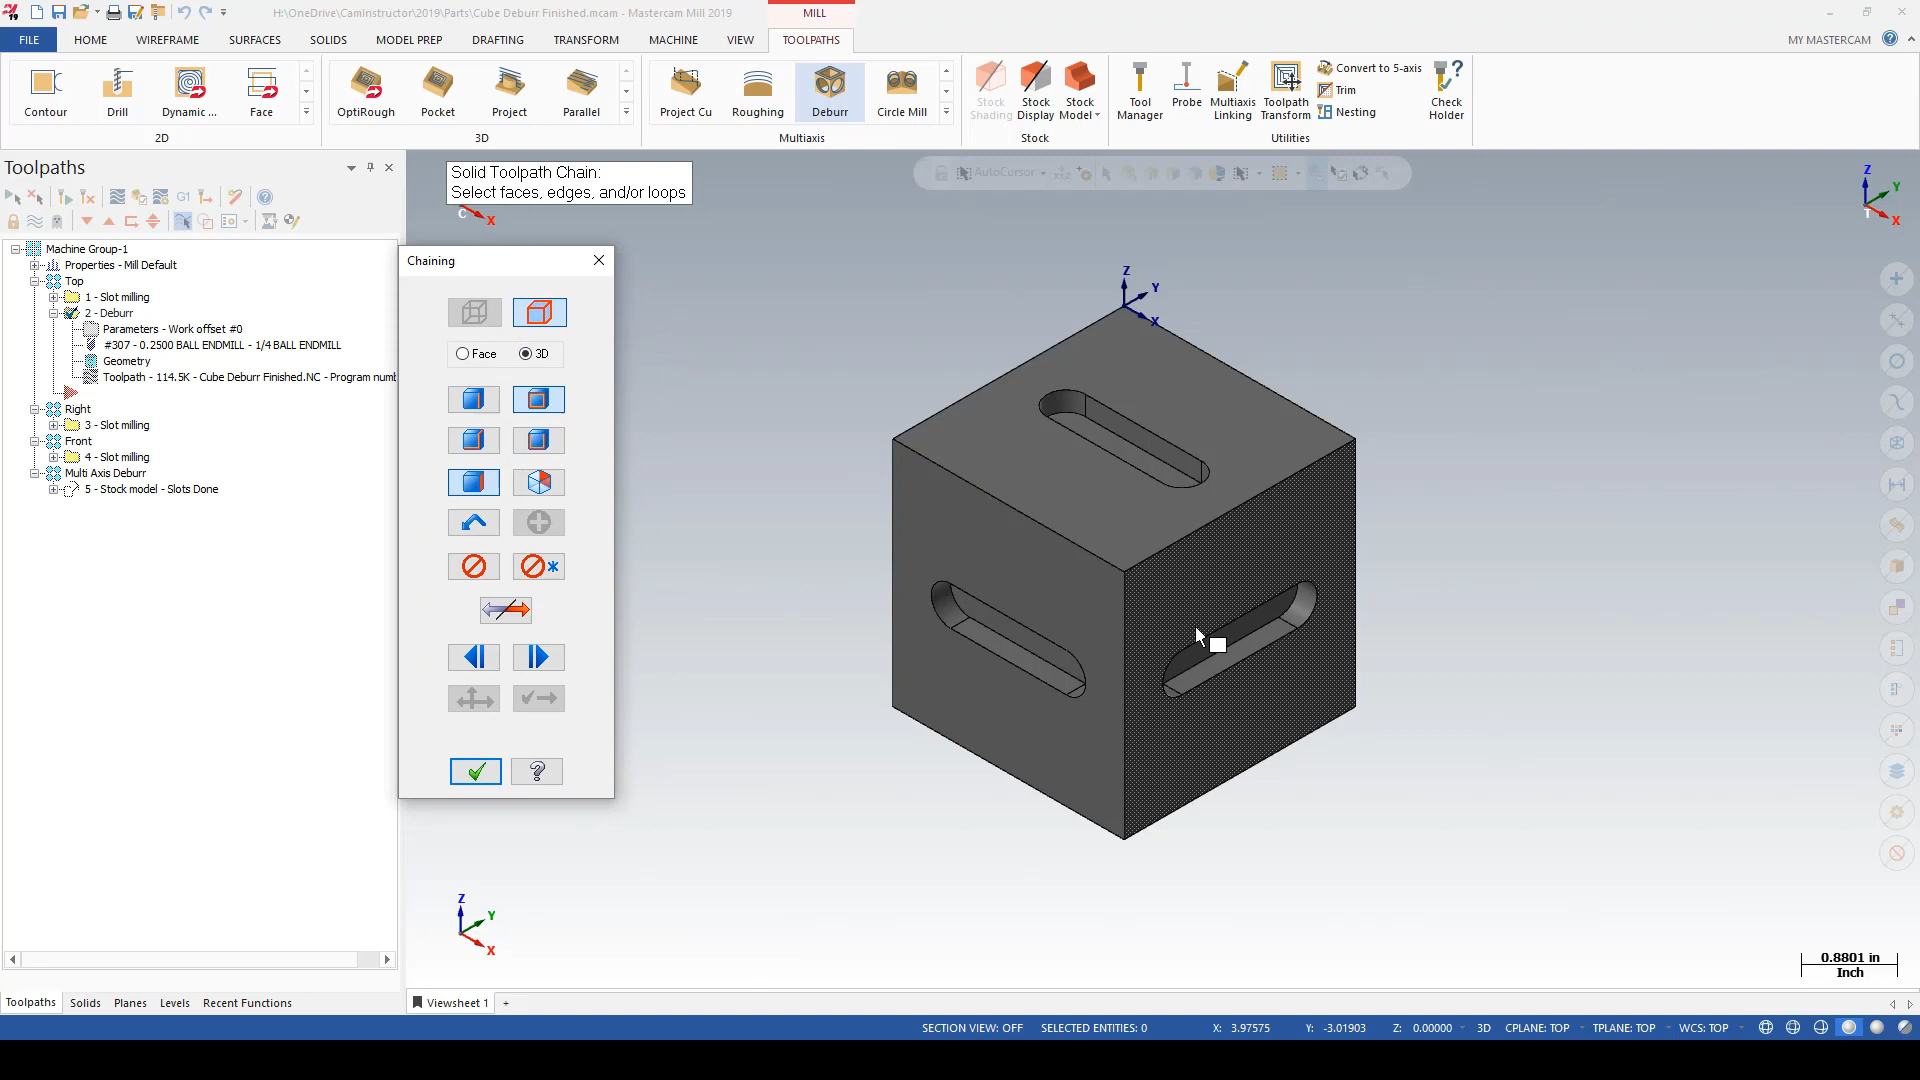 H:\OneDrive\CamInstructor\2019\Parts\Cube Deburr Finished.mcam - Mastercam Mill 2019
MILL
FILE HOME WIREFRAME SURFACES SOLIDS MODEL PREP DRAFTING TRANSFORM MACHINE VIEW TOOLPATHS MY MASTERCAM
Contour Drill Dynamic ... Face
2D
OptiRough Pocket Project Parallel
3D
Project Cu Roughing Deburr Circle Mill
Multiaxis
Stock Shading Stock Display Stock Model
Stock
Tool Manager Probe Multiaxis Linking Toolpath Transform
Convert to 5-axis
Trim
Nesting
Check Holder
Utilities
Toolpaths
G1
Machine Group-1
Properties - Mill Default
Top
1 - Slot milling
2 - Deburr
Parameters - Work offset #0
#307 - 0.2500 BALL ENDMILL - 1/4 BALL ENDMILL
Geometry
Toolpath - 114.5K - Cube Deburr Finished.NC - Program numb
Right
3 - Slot milling
Front
4 - Slot milling
Multi Axis Deburr
5 - Stock model - Slots Done
Toolpaths Solids Planes Levels Recent Functions
Solid Toolpath Chain:
Select faces, edges, and/or loops
C X
AutoCursor
XYZ
Chaining
Face 3D
Z
Y
X
Z
Y
T X
Z
Y
X
0.8801 in
Inch
Viewsheet 1 +
SECTION VIEW: OFF SELECTED ENTITIES: 0 X: 3.97575 Y: -3.01903 Z: 0.00000 3D CPLANE: TOP TPLANE: TOP WCS: TOP